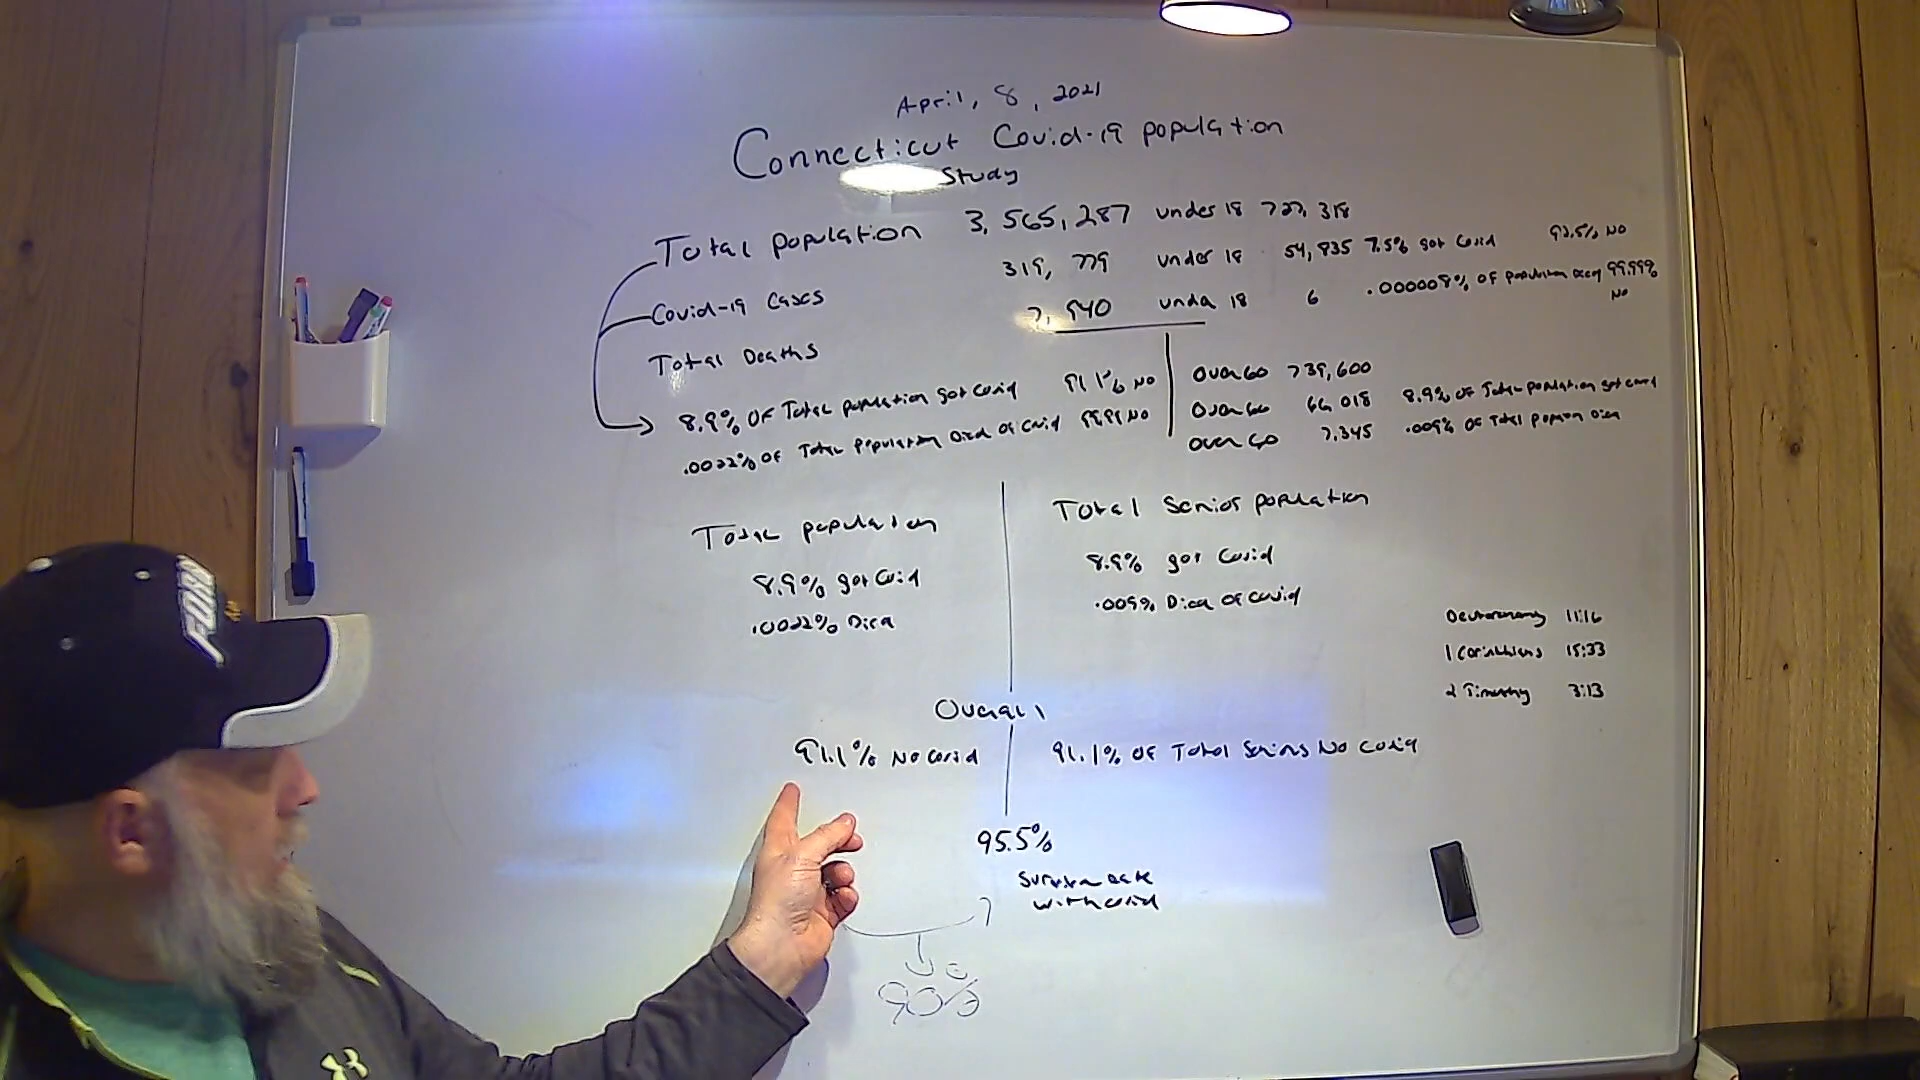 April, 8, 2021
Connecticut Covid-19 population
Study
Total population 3,565,287 under 18 727,318
Covid-19 Cases 319,779 under 18 54,835 7.5% got Covid 92.5% NO
Total Deaths 7,940 under 18 6 .000008% OF population 99.99%
NO
8.9% OF Total population got covid 91.1% NO
.0022% OF Total population Died of Covid 99.99 NO
over 60 739,600
over 60 66,018 8.9% OF Total population got covid
over 60 7,345 .009% OF Total Died
Total population
8.9% got Covid
.0022% Died
Total Senior population
8.9% got Covid
.009% Died of covid
Deuteronomy 11:16
1 Corinthians 15:33
2 Timothy 3:13
Overall
91.1% No covid
91.1% OF Total Seniors No covid
95.5%
Survival Rate
with covid
90%
FORD